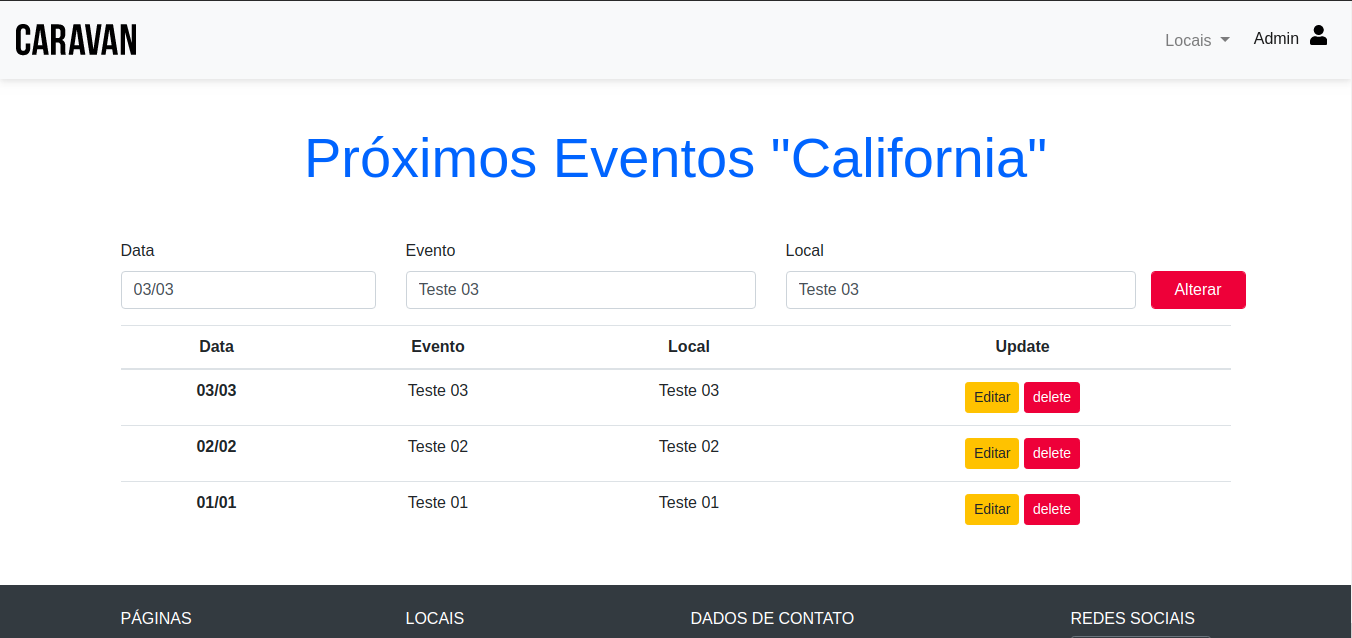 CARAVAN
Locais
Admin
Próximos Eventos "California"
Data Evento Local
03/03 Teste 03 Teste 03 Alterar
Data Evento Local Update
03/03 Teste 03 Teste 03 Editar delete
02/02 Teste 02 Teste 02 Editar delete
01/01 Teste 01 Teste 01 Editar delete
PÁGINAS LOCAIS DADOS DE CONTATO REDES SOCIAIS